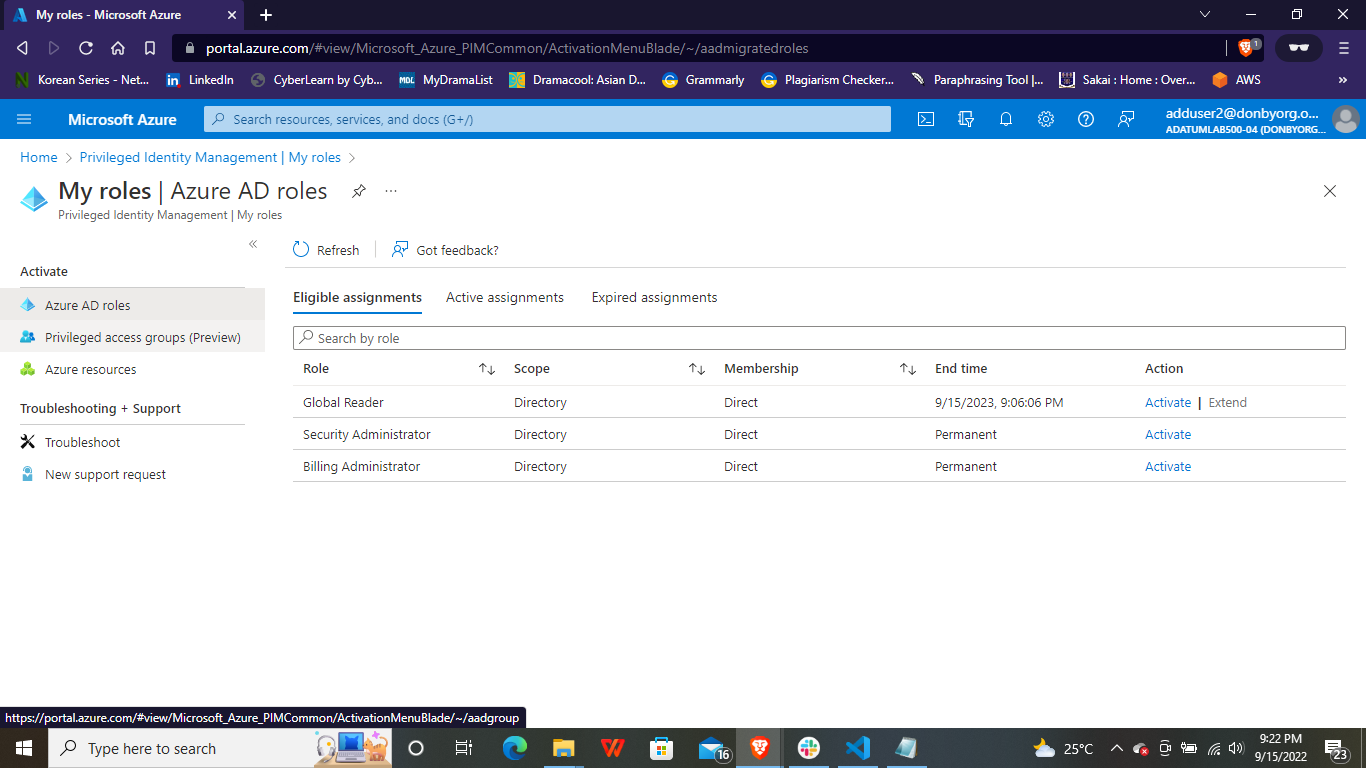 My roles - Microsoft Azure
portal.azure.com/#view/Microsoft_Azure_PIMCommon/ActivationMenuBlade/~/aadmigratedroles
1
N Korean Series - Net...
in LinkedIn
CyberLearn by Cyb...
MDL MyDramaList
Dramacool: Asian D...
Grammarly
Plagiarism Checker...
Paraphrasing Tool |...
Sakai : Home : Over...
AWS
»
Microsoft Azure
Search resources, services, and docs (G+/)
adduser2@donbyorg.o...
ADATUMLAB500-04 (DONBYORG....
Home > Privileged Identity Management | My roles >
My roles | Azure AD roles
...
Privileged Identity Management | My roles
«
Refresh
Got feedback?
Activate
Azure AD roles
Privileged access groups (Preview)
Azure resources
Troubleshooting + Support
Troubleshoot
New support request
Eligible assignments Active assignments Expired assignments
Search by role
Role Scope Membership End time Action
Global Reader Directory Direct 9/15/2023, 9:06:06 PM Activate | Extend
Security Administrator Directory Direct Permanent Activate
Billing Administrator Directory Direct Permanent Activate
https://portal.azure.com/#view/Microsoft_Azure_PIMCommon/ActivationMenuBlade/~/aadgroup
Type here to search
W
16
25°C
9:22 PM
9/15/2022
23